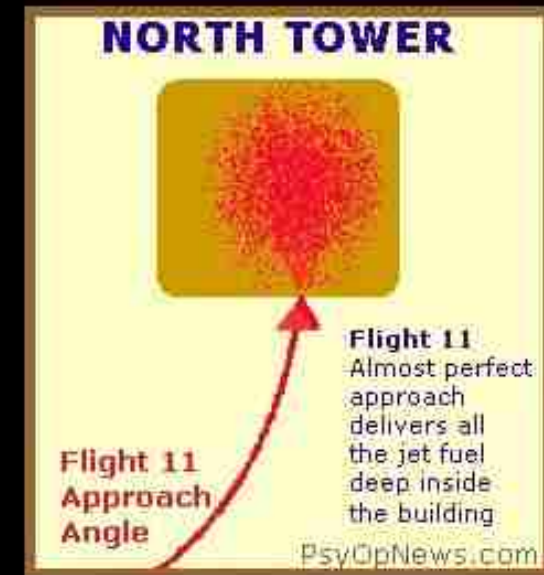 NORTH TOWER
Flight 11
Almost perfect
approach
delivers all
the jet fuel
deep inside
the building
Flight 11
Approach
Angle
PsyOpNews.com